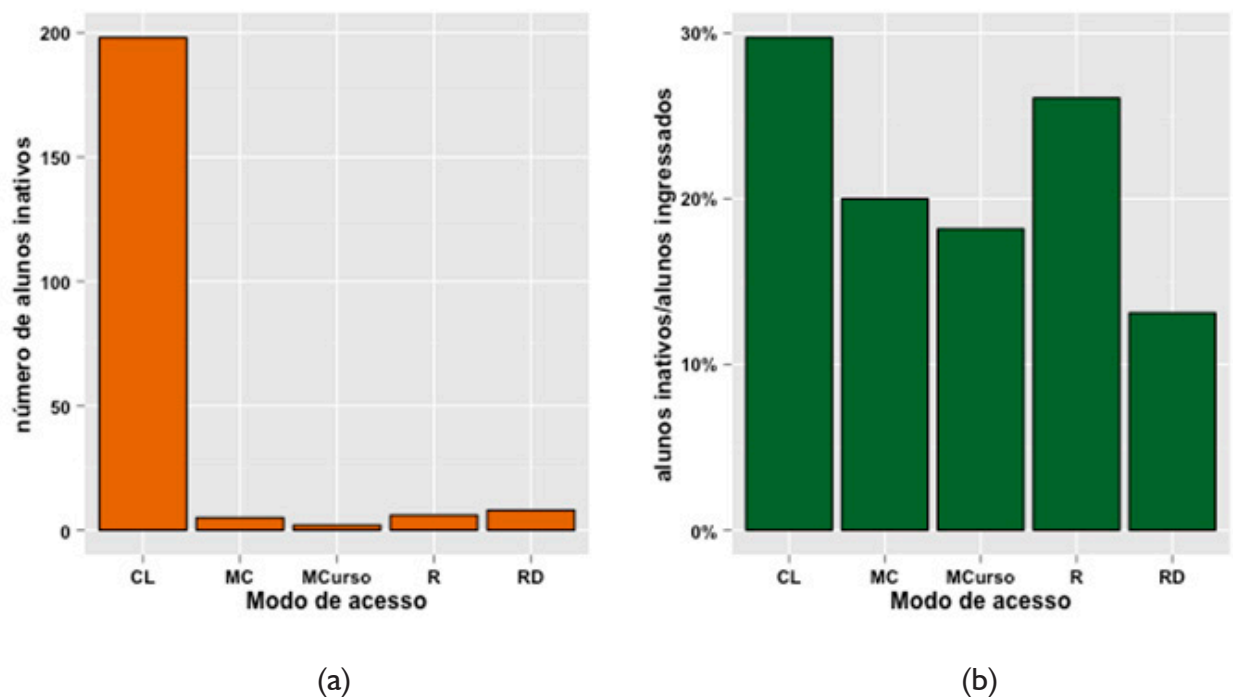 número de alunos inativos
200
150
100
50
0
CL MC MCurso R RD
Modo de acesso
(a)
alunos inativos/alunos ingressados
30%
20%
10%
0%
CL MC MCurso R RD
Modo de acesso
(b)